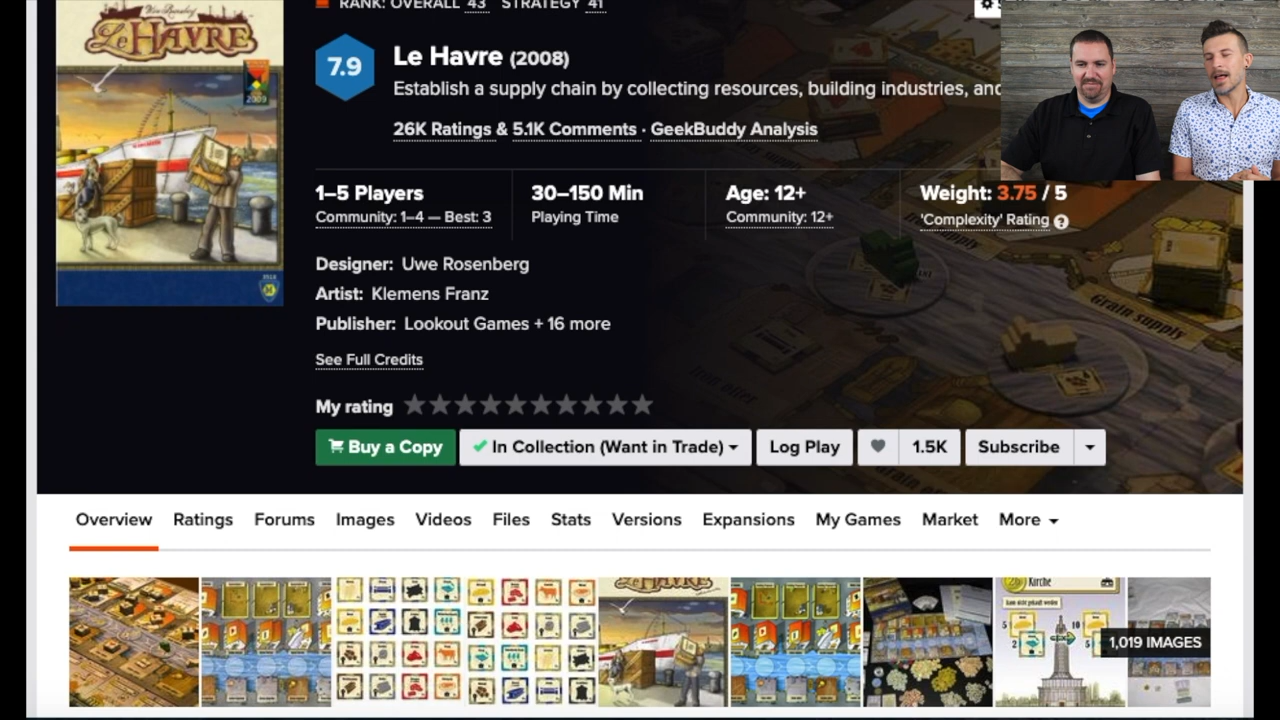 RANK: OVERALL 43 STRATEGY 41
LE HAVRE
7.9
Le Havre (2008)
Establish a supply chain by collecting resources, building industries, and
26K Ratings & 5.1K Comments · GeekBuddy Analysis
1–5 Players
30–150 Min
Age: 12+
Weight: 3.75 / 5
Community: 1–4 — Best: 3
Playing Time
Community: 12+
'Complexity' Rating ?
Designer: Uwe Rosenberg
Artist: Klemens Franz
Publisher: Lookout Games + 16 more
Grain supply
See Full Credits
My rating
Buy a Copy
In Collection (Want in Trade)
Log Play
1.5K
Subscribe
Overview Ratings Forums Images Videos Files Stats Versions Expansions My Games Market More
Kirche
1,019 IMAGES